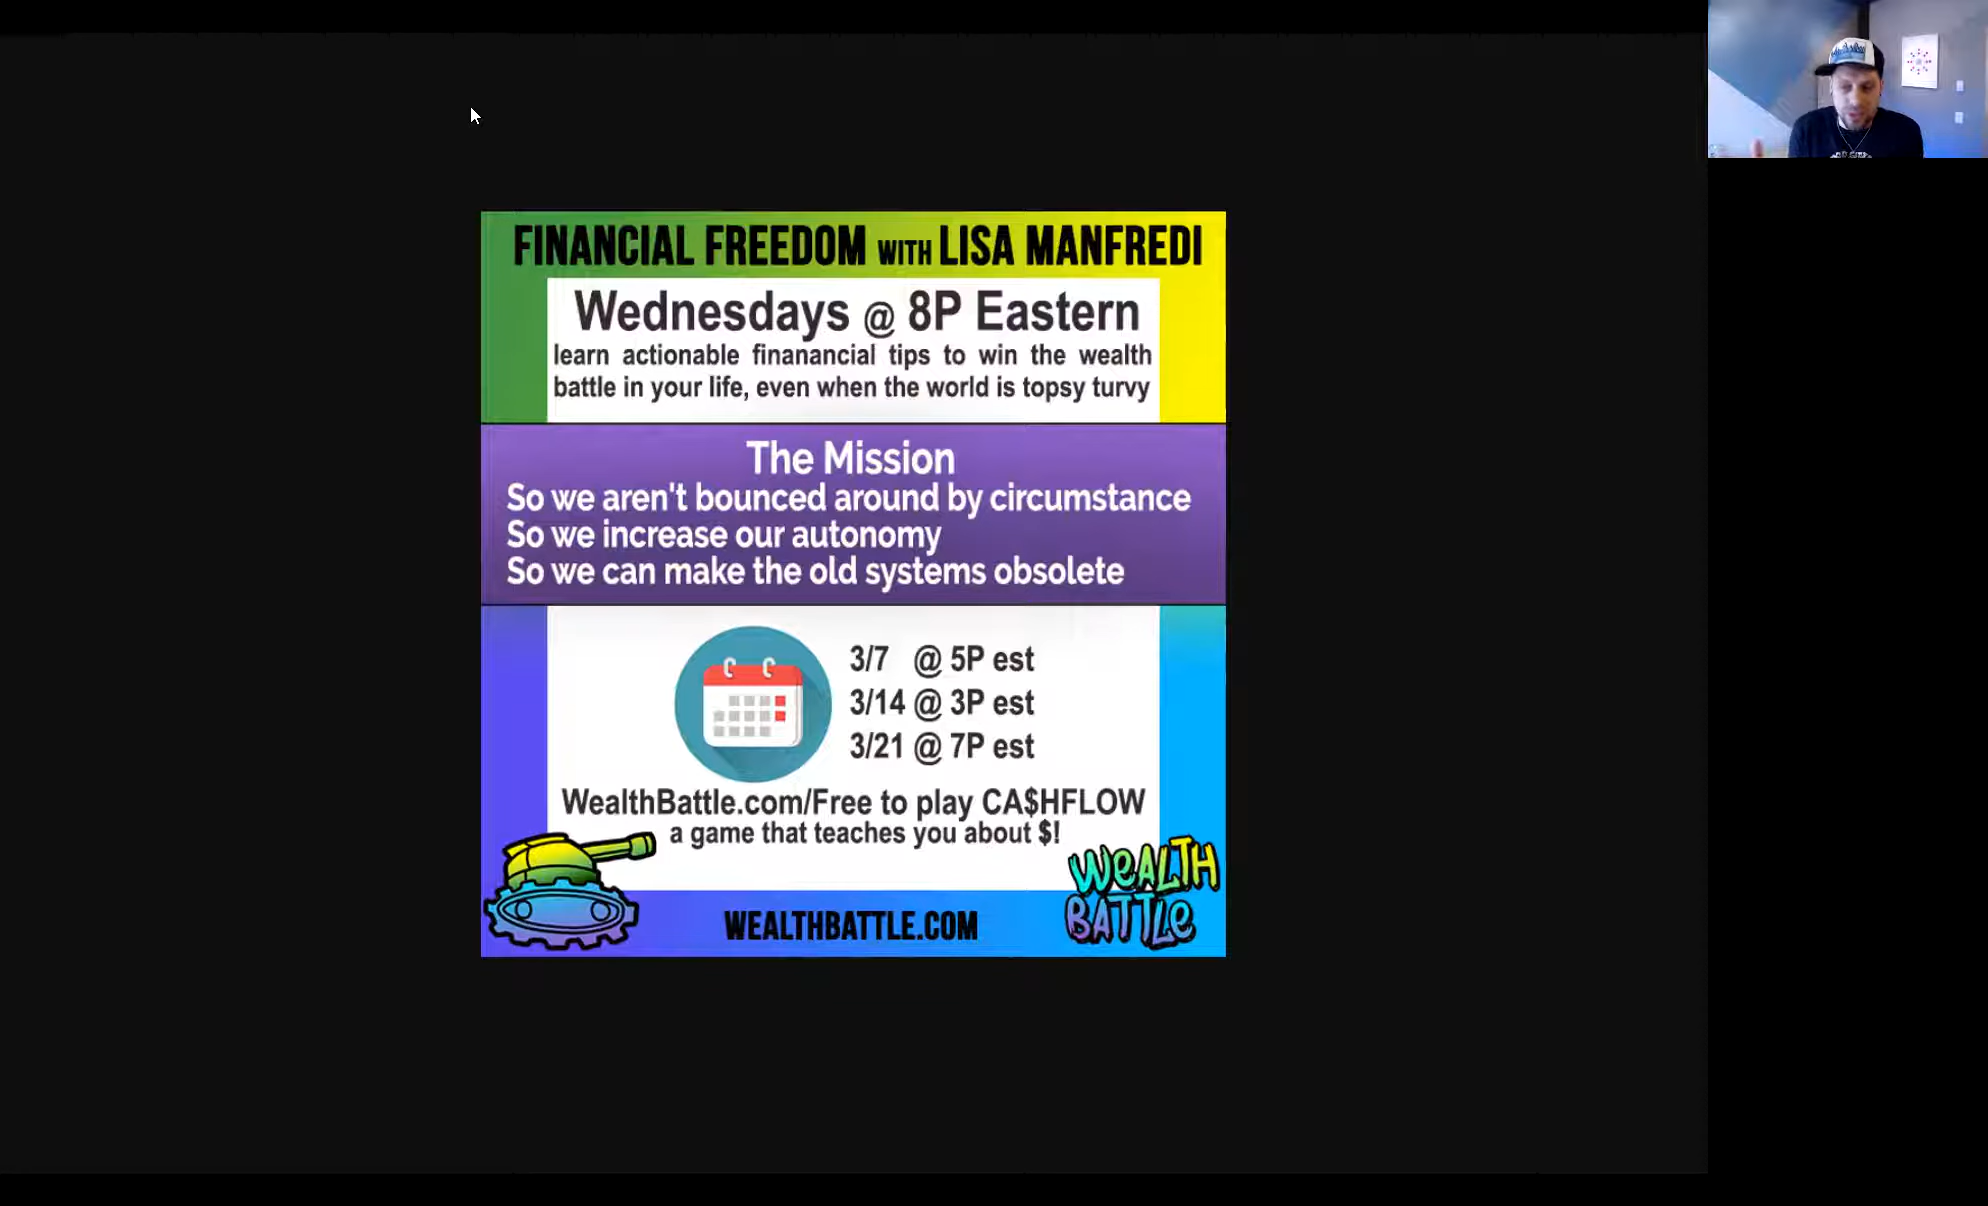 FINANCIAL FREEDOM WITH LISA MANFREDI
Wednesdays @ 8P Eastern
learn actionable finanancial tips to win the wealth
battle in your life, even when the world is topsy turvy
The Mission
So we aren't bounced around by circumstance
So we increase our autonomy
So we can make the old systems obsolete
3/7 @ 5P est
3/14 @ 3P est
3/21 @ 7P est
WealthBattle.com/Free to play CA$HFLOW
a game that teaches you about $!
WEALTH
BATTLE
WEALTHBATTLE.COM